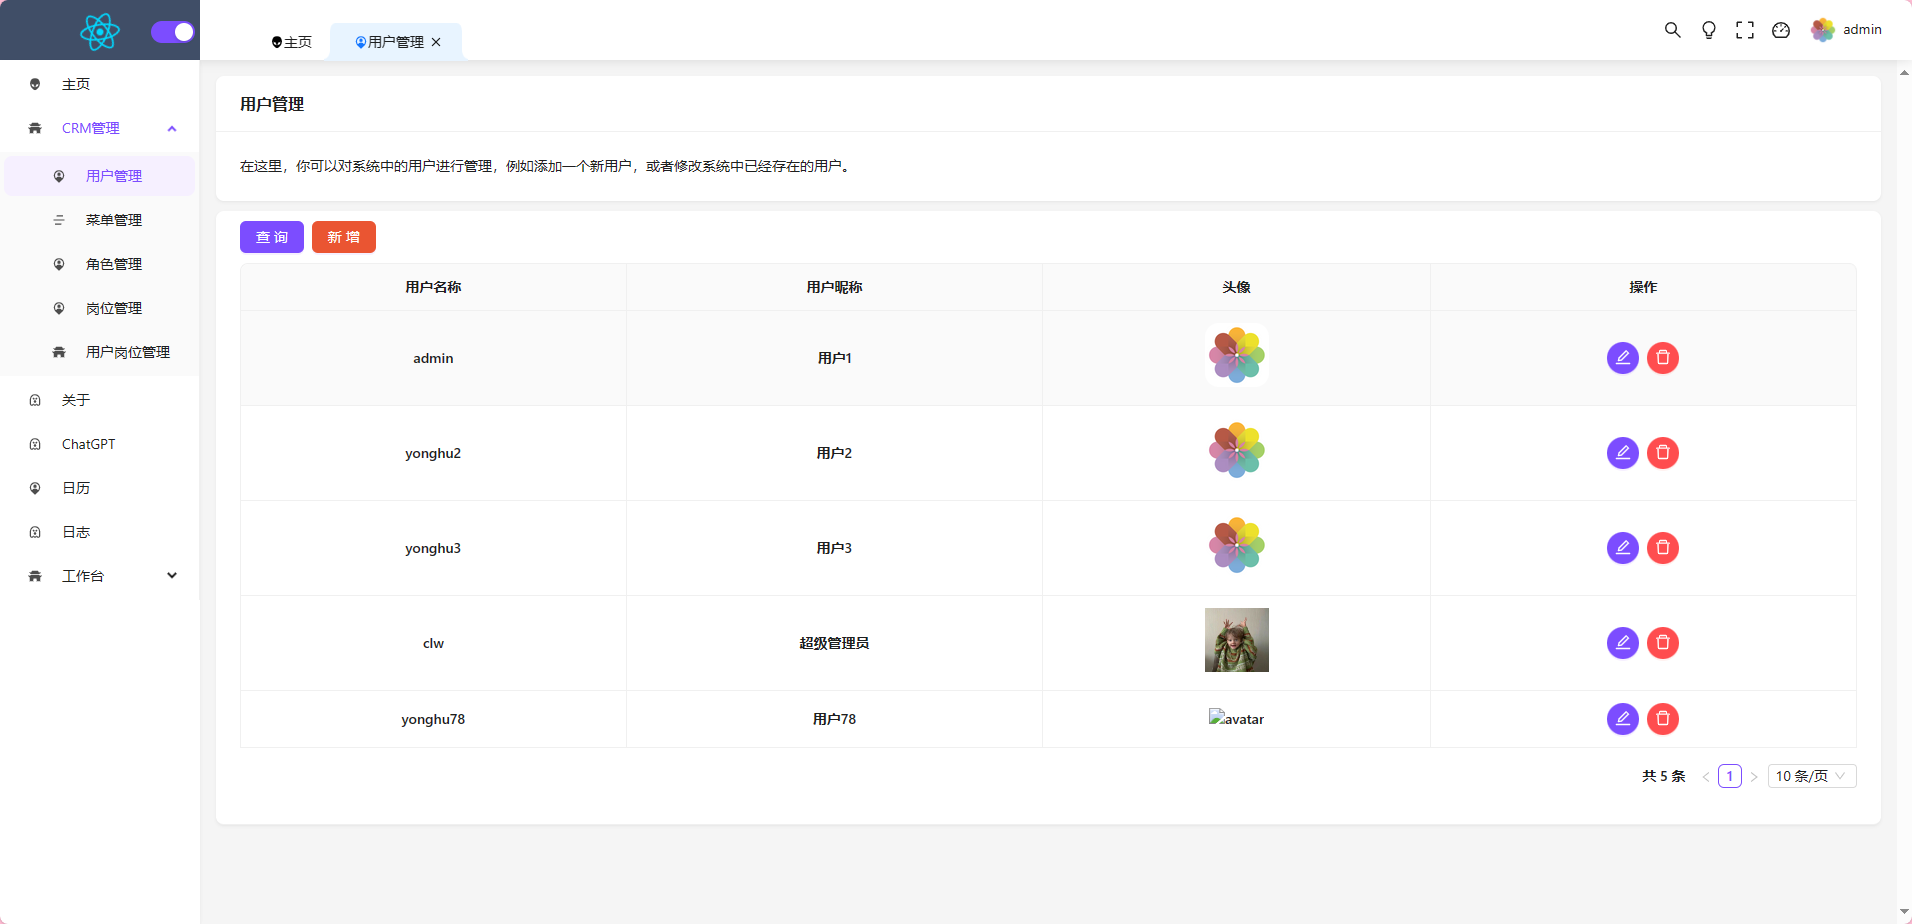 主页
用户管理
admin
主页
CRM管理
用户管理
菜单管理
角色管理
岗位管理
用户岗位管理
关于
ChatGPT
日历
日志
工作台
用户管理
在这里，你可以对系统中的用户进行管理，例如添加一个新用户，或者修改系统中已经存在的用户。
查 询
新 增
用户名称 用户昵称 头像 操作
admin 用户1
yonghu2 用户2
yonghu3 用户3
clw 超级管理员
yonghu78 用户78 avatar
共 5 条 1 10 条/页